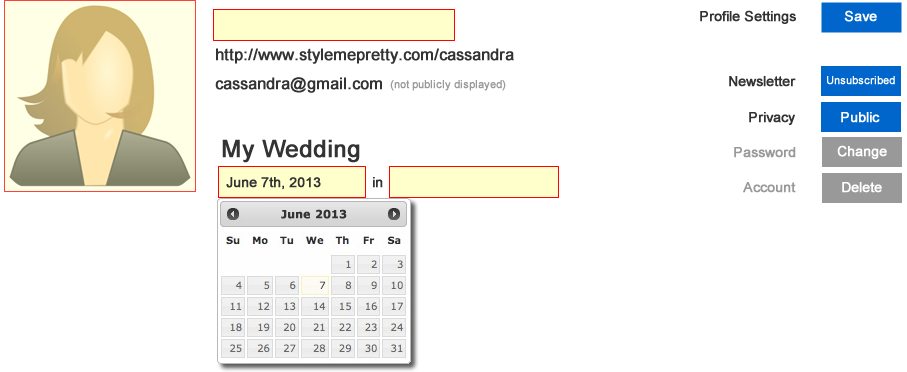 Profile Settings Save
http://www.stylemepretty.com/cassandra
cassandra@gmail.com (not publicly displayed)
Newsletter Unsubscribed
Privacy Public
Password Change
Account Delete
My Wedding
June 7th, 2013 in
June 2013
Su Mo Tu We Th Fr Sa
1 2 3
4 5 6 7 8 9 10
11 12 13 14 15 16 17
18 19 20 21 22 23 24
25 26 27 28 29 30 31